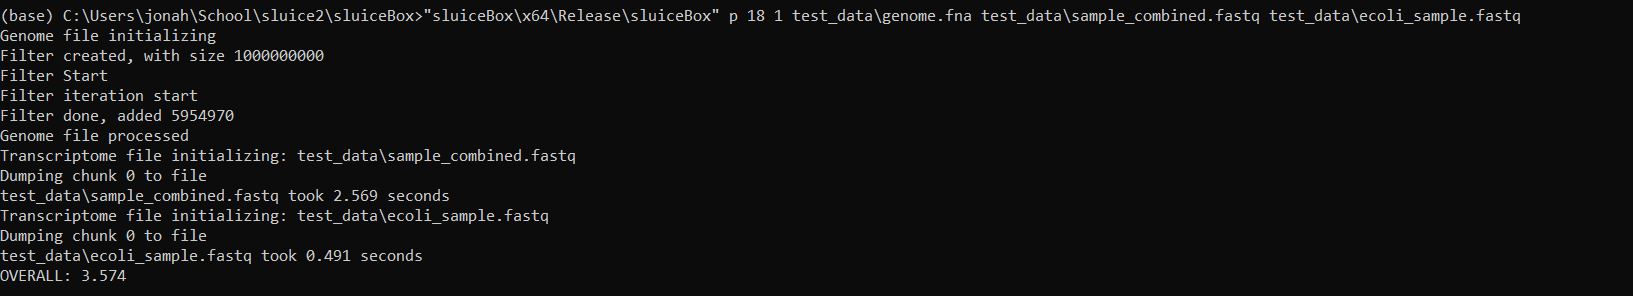 (base) C:\Users\jonah\School\sluice2\sluiceBox>"sluiceBox\x64\Release\sluiceBox" p 18 1 test_data\genome.fna test_data\sample_combined.fastq test_data\ecoli_sample.fastq
Genome file initializing
Filter created, with size 1000000000
Filter Start
Filter iteration start
Filter done, added 5954970
Genome file processed
Transcriptome file initializing: test_data\sample_combined.fastq
Dumping chunk 0 to file
test_data\sample_combined.fastq took 2.569 seconds
Transcriptome file initializing: test_data\ecoli_sample.fastq
Dumping chunk 0 to file
test_data\ecoli_sample.fastq took 0.491 seconds
OVERALL: 3.574